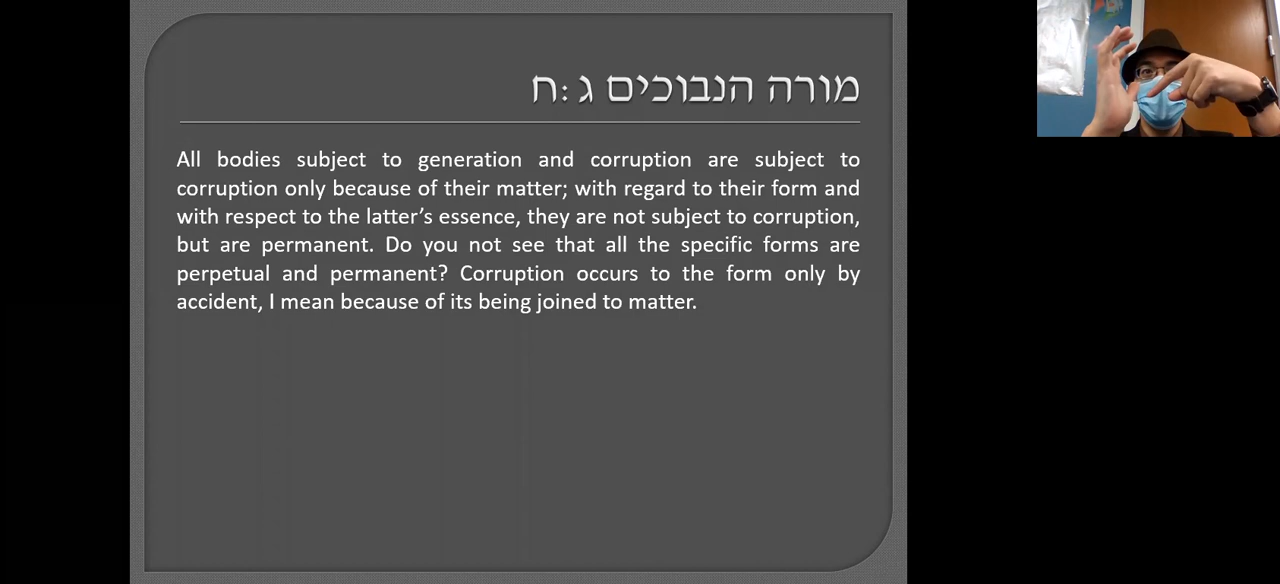 מורה הנבוכים ג :ח
All bodies subject to generation and corruption are subject to
corruption only because of their matter; with regard to their form and
with respect to the latter’s essence, they are not subject to corruption,
but are permanent. Do you not see that all the specific forms are
perpetual and permanent? Corruption occurs to the form only by
accident, I mean because of its being joined to matter.